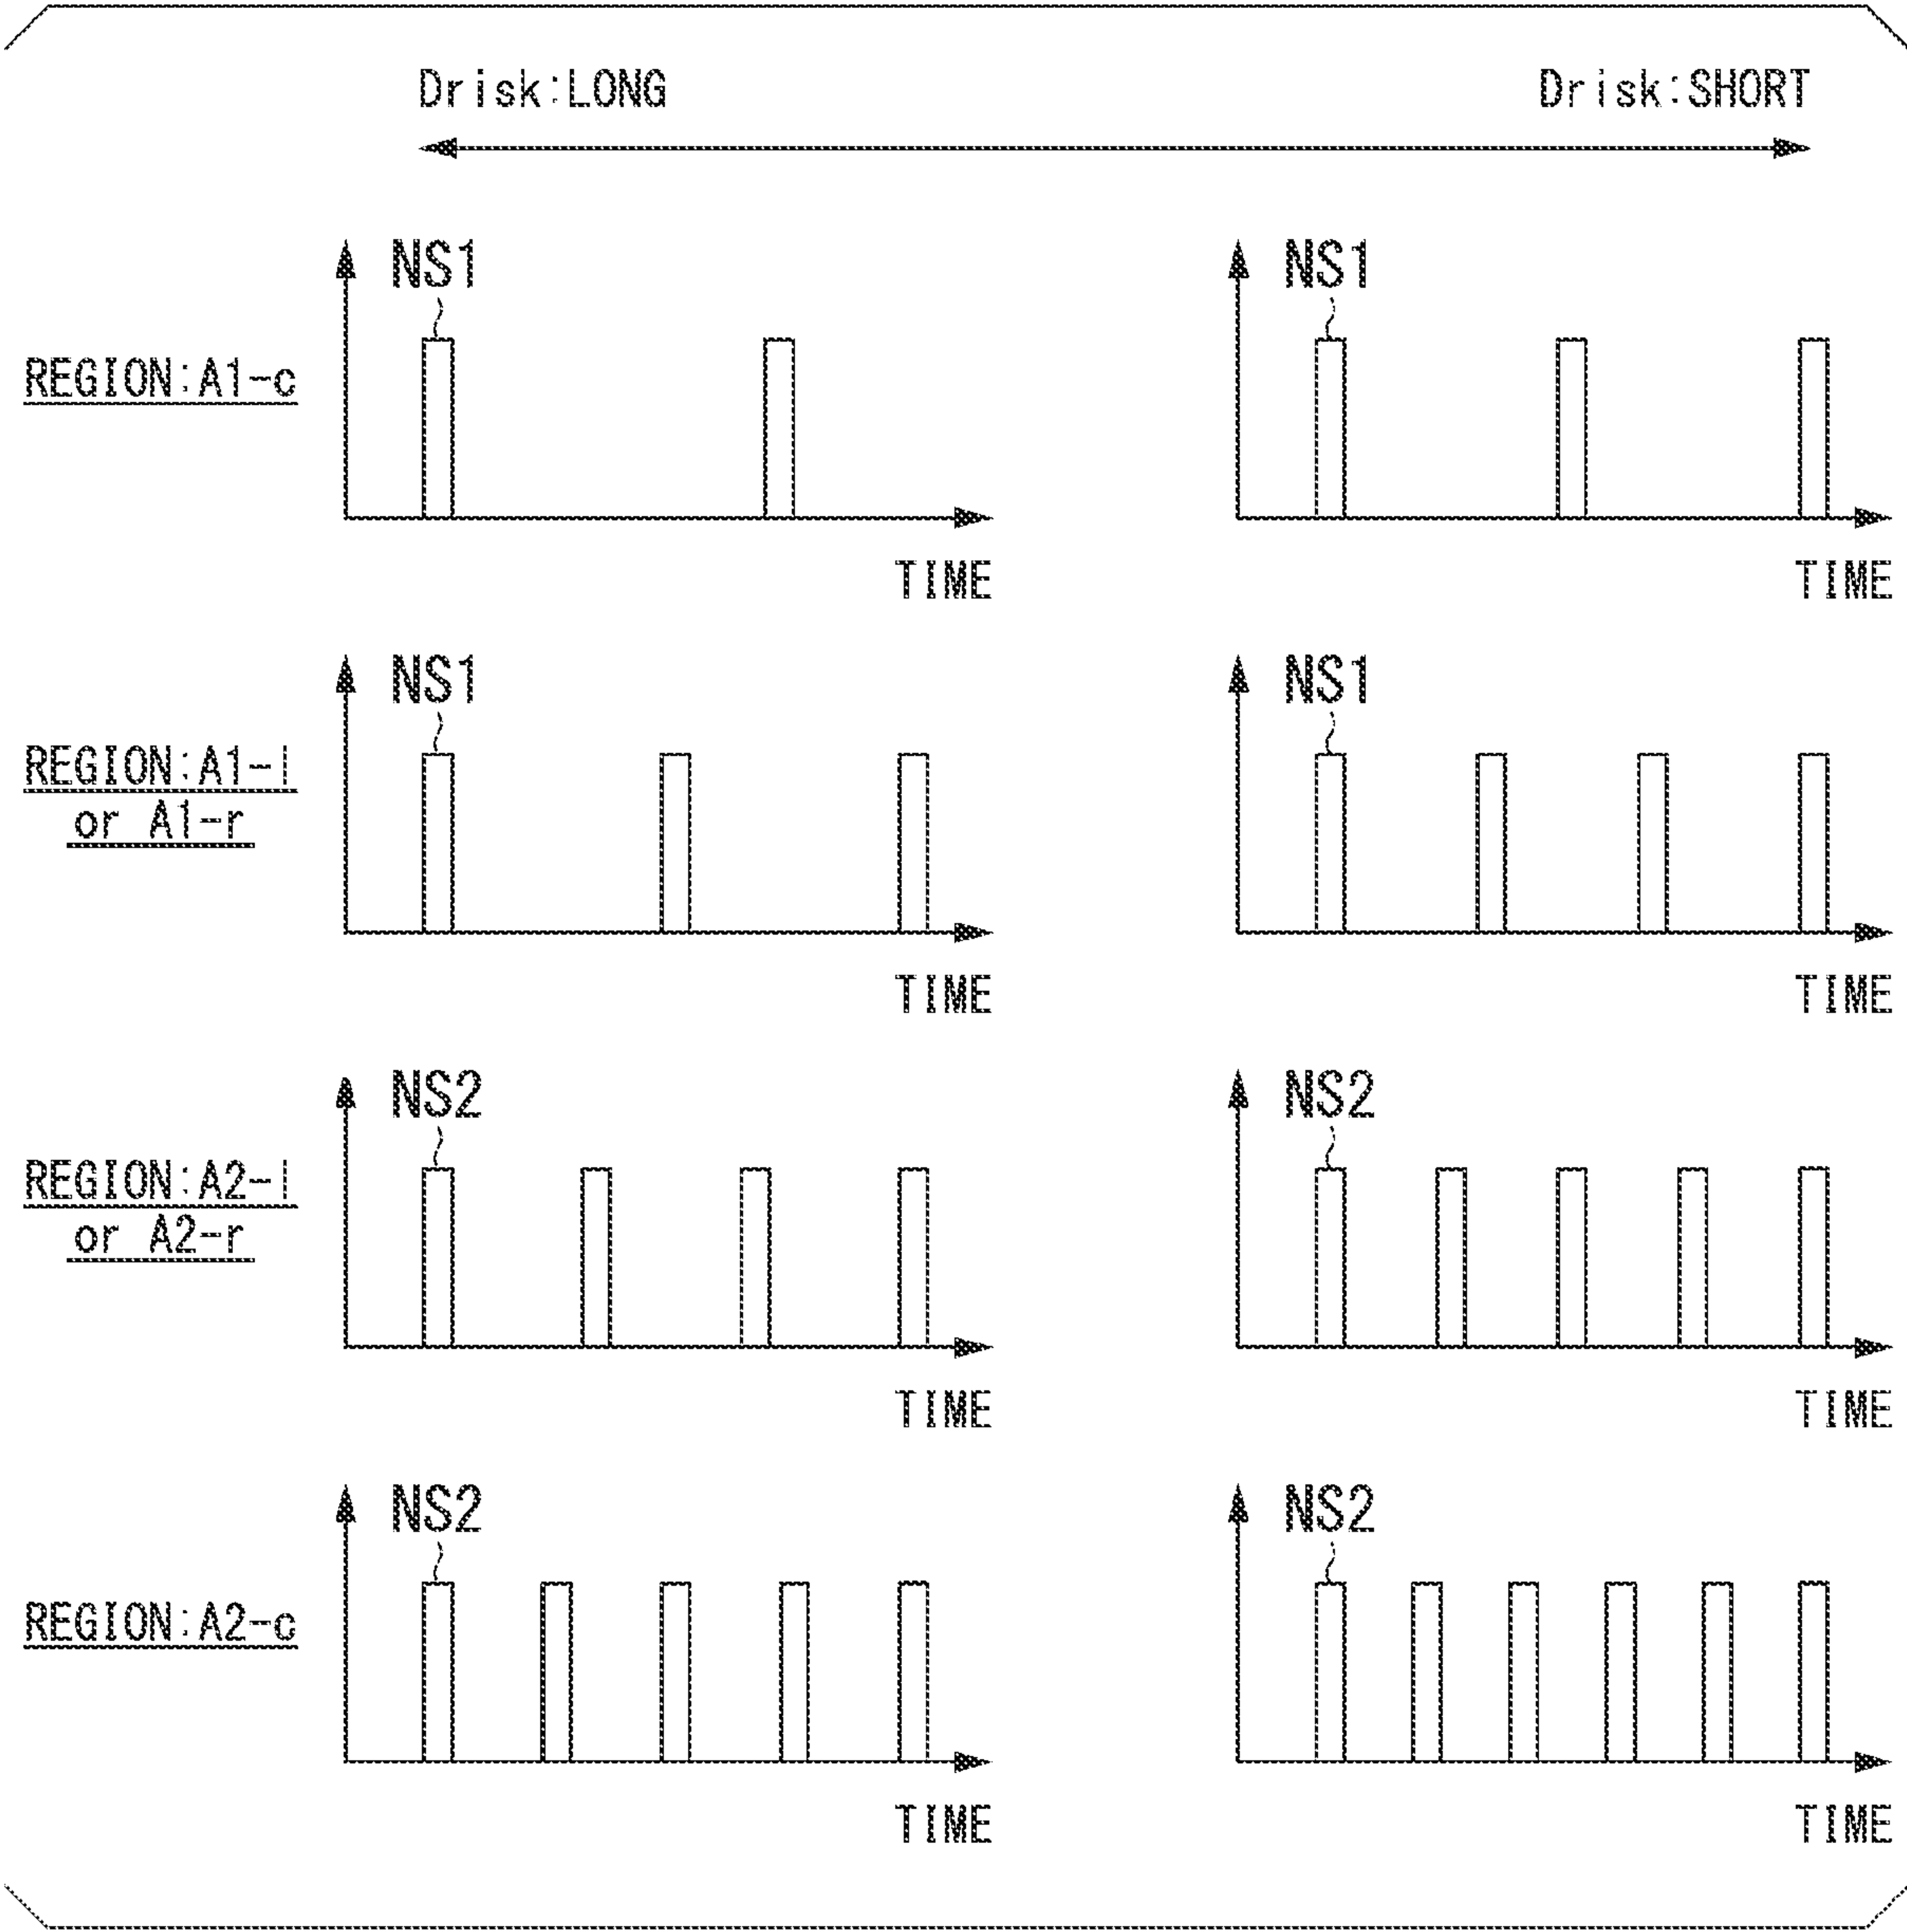 Drisk:LONG Drisk:SHORT
NS1 NS1
REGION:A1-c
TIME TIME
NS1 NS1
REGION:A1-l
or A1-r
TIME TIME
NS2 NS2
REGION:A2-l
or A2-r
TIME TIME
NS2 NS2
REGION:A2-c
TIME TIME